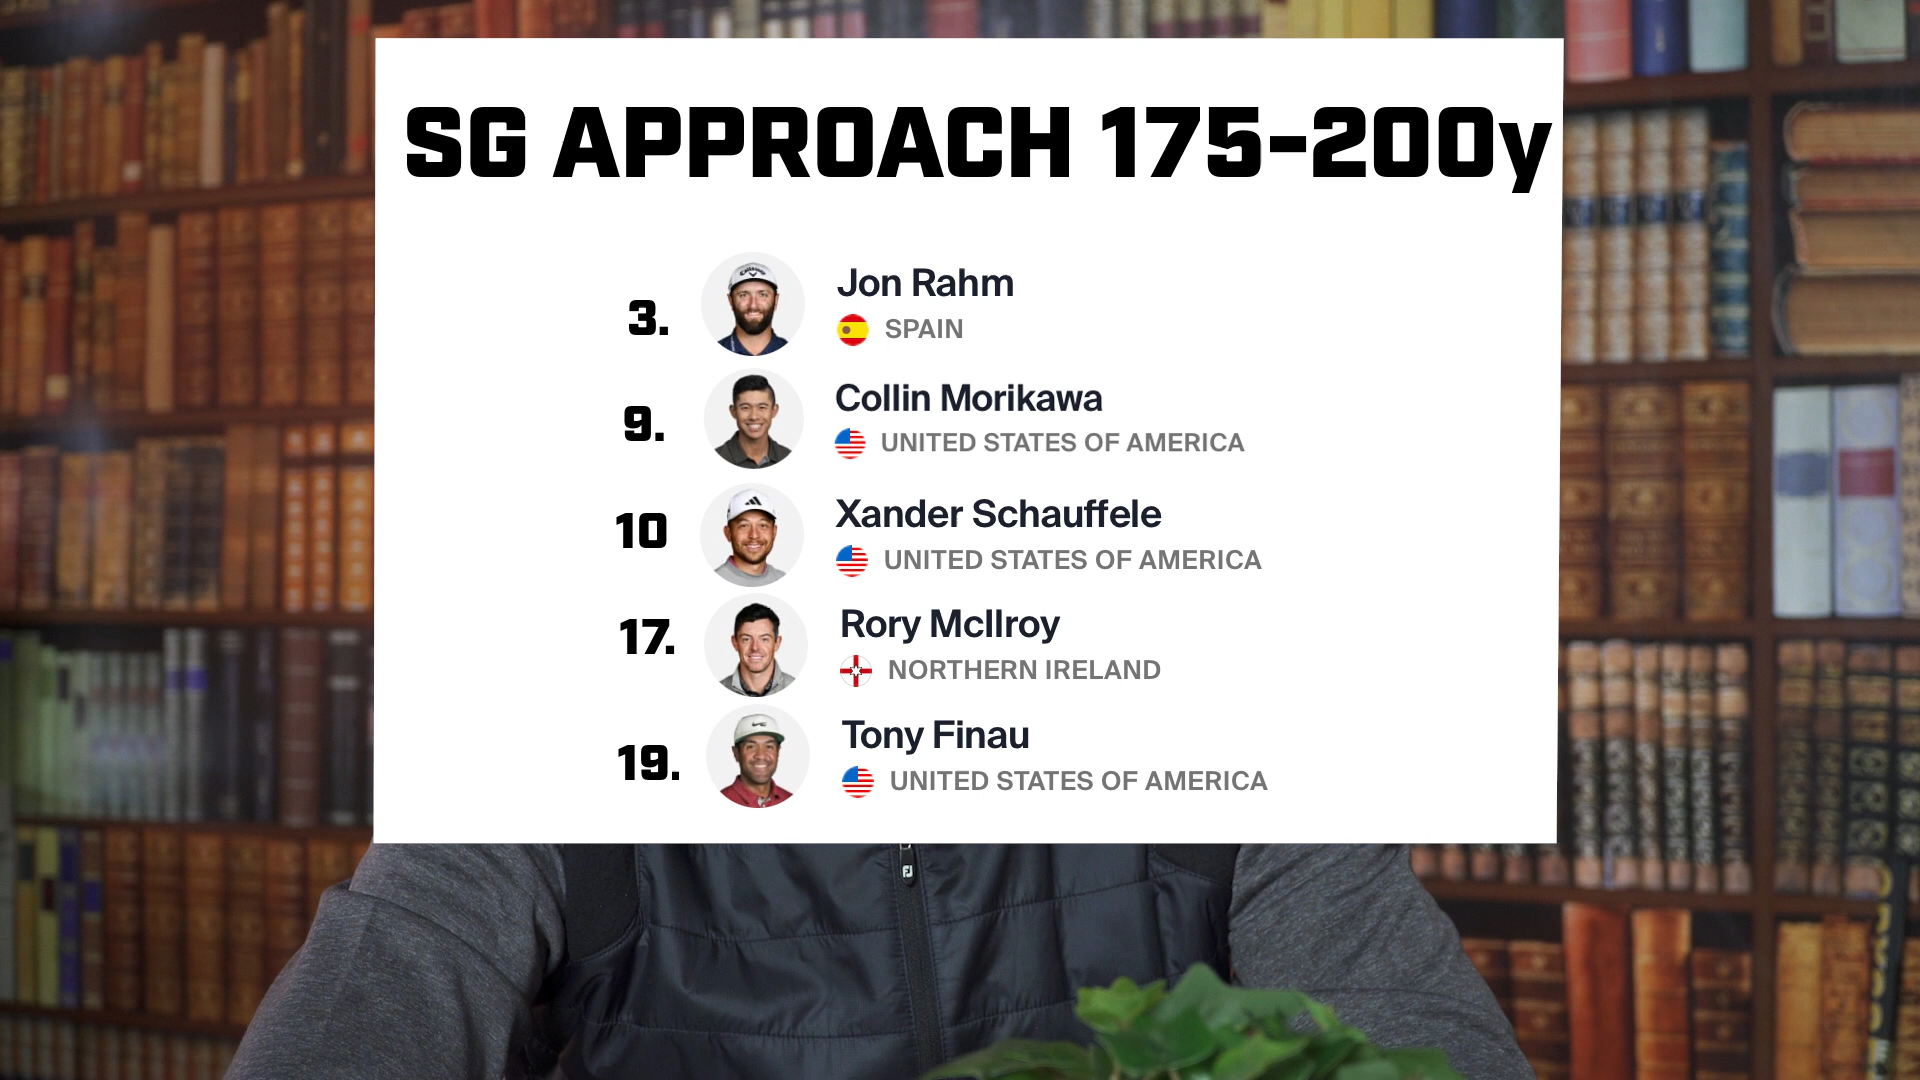 SG APPROACH 175-200y
3.
Jon Rahm
SPAIN
9.
Collin Morikawa
UNITED STATES OF AMERICA
10
Xander Schauffele
UNITED STATES OF AMERICA
17.
Rory McIlroy
NORTHERN IRELAND
19.
Tony Finau
UNITED STATES OF AMERICA